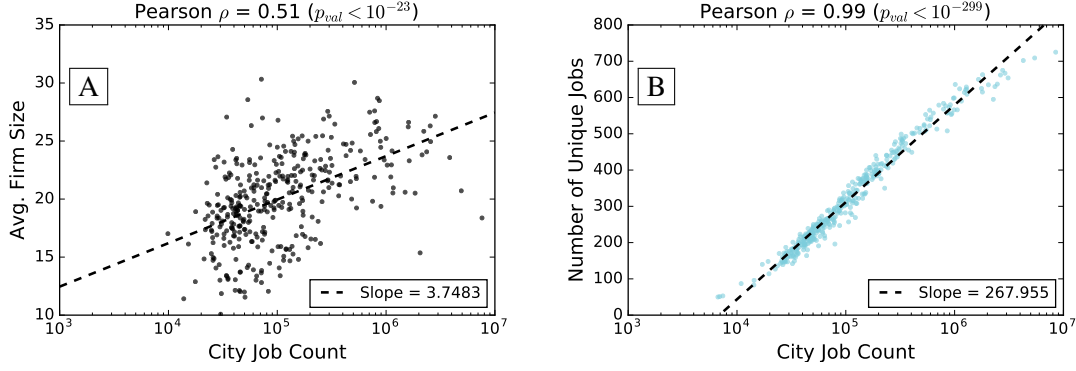 Pearson ρ = 0.51 (p_val < 10^-23)
A
Avg. Firm Size
35
30
25
20
15
10
10^3
10^4
10^5
10^6
10^7
Slope = 3.7483
City Job Count
Pearson ρ = 0.99 (p_val < 10^-299)
B
Number of Unique Jobs
800
700
600
500
400
300
200
100
0
10^3
10^4
10^5
10^6
10^7
Slope = 267.955
City Job Count